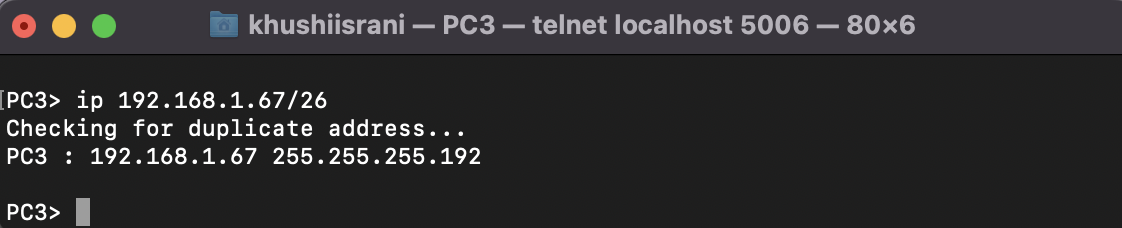 khushiisrani — PC3 — telnet localhost 5006 — 80×6
PC3> ip 192.168.1.67/26
Checking for duplicate address...
PC3 : 192.168.1.67 255.255.255.192
PC3>